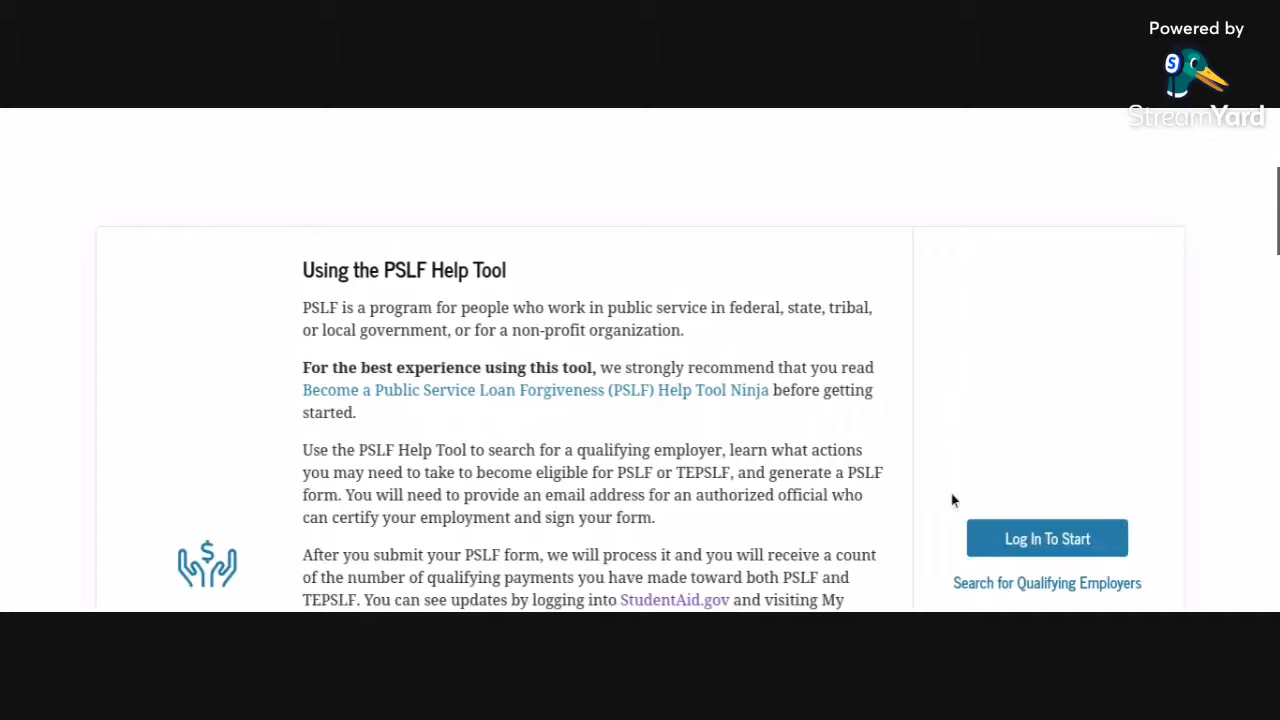 Powered by
S
StreamYard
Using the PSLF Help Tool
PSLF is a program for people who work in public service in federal, state, tribal,
or local government, or for a non-profit organization.
For the best experience using this tool, we strongly recommend that you read
Become a Public Service Loan Forgiveness (PSLF) Help Tool Ninja before getting
started.
Use the PSLF Help Tool to search for a qualifying employer, learn what actions
you may need to take to become eligible for PSLF or TEPSLF, and generate a PSLF
form. You will need to provide an email address for an authorized official who
can certify your employment and sign your form.
After you submit your PSLF form, we will process it and you will receive a count
of the number of qualifying payments you have made toward both PSLF and
TEPSLF. You can see updates by logging into StudentAid.gov and visiting My
$
Log In To Start
Search for Qualifying Employers